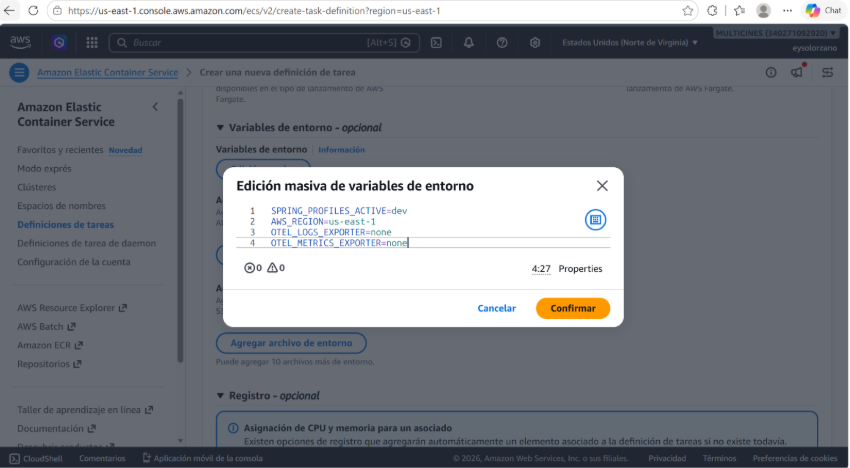 https://us-east-1.console.aws.amazon.com/ecs/v2/create-task-definition?region=us-east-1
Chat
aws
Buscar
[Alt+S]
Estados Unidos (Norte de Virginia) ▼
MULTICINES (340271092920) ▼
eysolorzano
Amazon Elastic Container Service > Crear una nueva definición de tarea
Amazon Elastic
Container Service
Favoritos y recientes Novedad
Modo exprés
Clústeres
Espacios de nombres
Definiciones de tareas
Definiciones de tareas de daemon
Configuración de la cuenta
AWS Resource Explorer
AWS Batch
Amazon ECR
Repositorios
Taller de aprendizaje en línea
Documentación
disponibles en el tipo de lanzamiento de AWS
Fargate.
lanzamiento de AWS Fargate.
▼ Variables de entorno - opcional
Variables de entorno Información
Edición masiva de variables de entorno
1 SPRING_PROFILES_ACTIVE=dev
2 AWS_REGION=us-east-1
3 OTEL_LOGS_EXPORTER=none
4 OTEL_METRICS_EXPORTER=none
0 0
4:27 Properties
Cancelar
Confirmar
Agregar archivo de entorno
Puede agregar 10 archivos más de entorno.
▼ Registro - opcional
Asignación de CPU y memoria para un asociado
Existen opciones de registro que agregarán automáticamente un elemento asociado a la definición de tareas si no existe todavía.
CloudShell
Comentarios
Aplicación móvil de la consola
© 2026, Amazon Web Services, Inc. o sus filiales.
Privacidad
Términos
Preferencias de cookies